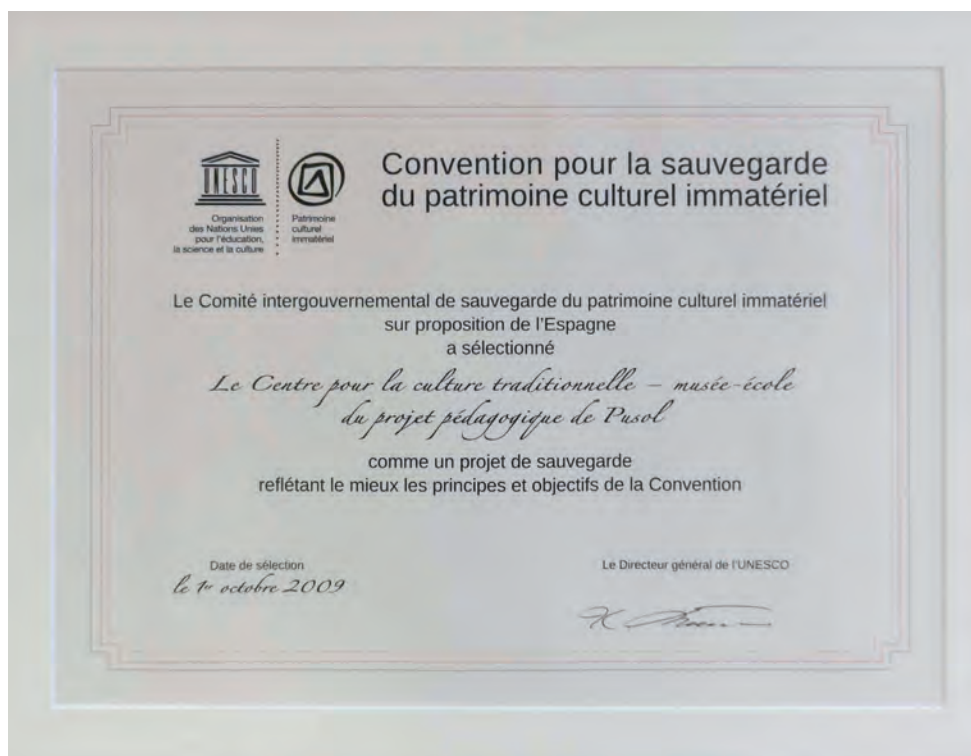 UNESCO
Organisation
des Nations Unies
pour l'éducation,
la science et la culture
Patrimoine
culturel
immatériel
Convention pour la sauvegarde
du patrimoine culturel immatériel
Le Comité intergouvernemental de sauvegarde du patrimoine culturel immatériel
sur proposition de l'Espagne
a sélectionné
Le Centre pour la culture traditionnelle – musée-école
du projet pédagogique de Pusol
comme un projet de sauvegarde
reflétant le mieux les principes et objectifs de la Convention
Date de sélection
le 1er octobre 2009
Le Directeur général de l'UNESCO